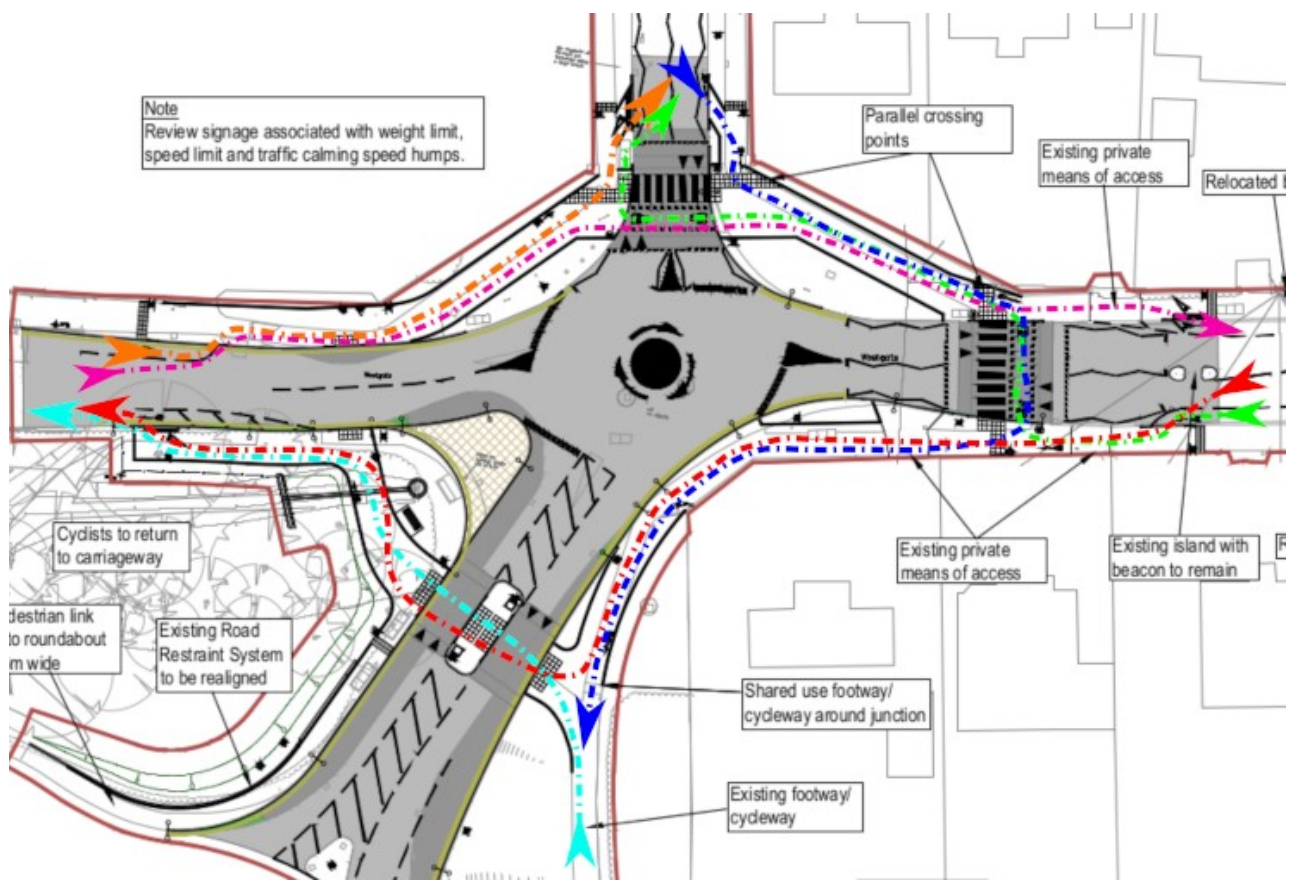 Note
Review signage associated with weight limit,
speed limit and traffic calming speed humps.
Parallel crossing
points
Existing private
means of access
Relocated b
Westgate
Westgate
Cyclists to return
to carriageway
destrian link
to roundabout
m wide
Existing Road
Restraint System
to be realigned
Existing private
means of access
Existing island with
beacon to remain
R
Shared use footway/
cycleway around junction
Existing footway/
cycleway